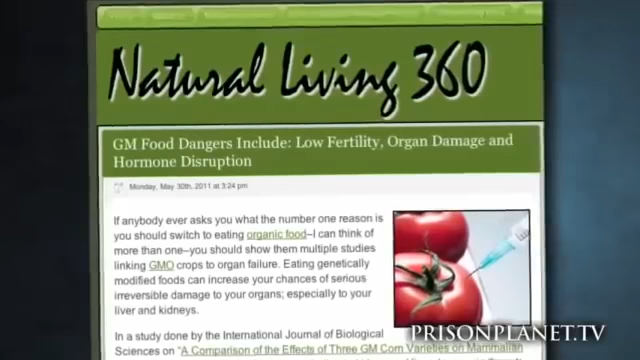 Natural Living 360
GM Food Dangers Include: Low Fertility, Organ Damage and
Hormone Disruption
Monday, May 30th, 2011 at 3:24 pm
If anybody ever asks you what the number one reason is
you should switch to eating organic food–I can think of
more than one–you should show them multiple studies
linking GMO crops to organ failure. Eating genetically
modified foods can increase your chances of serious
irreversible damage to your organs; especially to your
liver and kidneys.
PRISONPLANET.TV
In a study done by the International Journal of Biological
Sciences on "A Comparison of the Effects of Three GM Corn Varieties on Mammalian